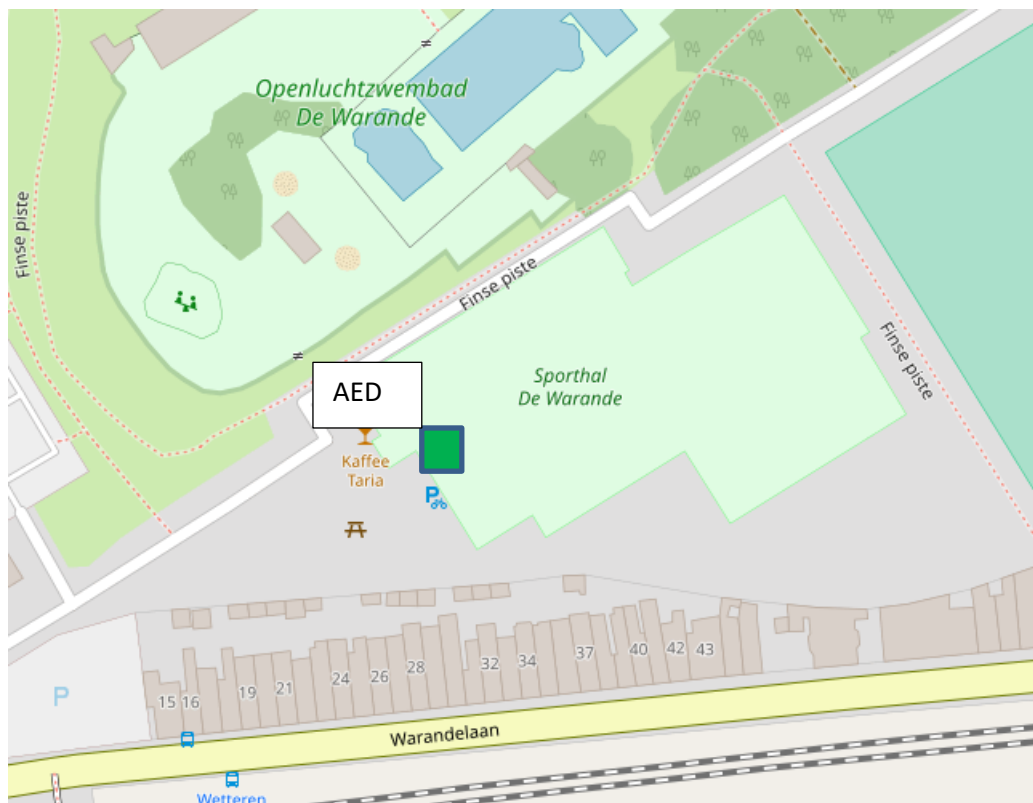 Openluchtzwembad
De Warande
Finse piste
Finse piste
Finse piste
AED
Sporthal
De Warande
Kaffee
Taria
P
15 16 19 21 24 26 28 32 34 37 40 42 43
P
Warandelaan
Wetteren